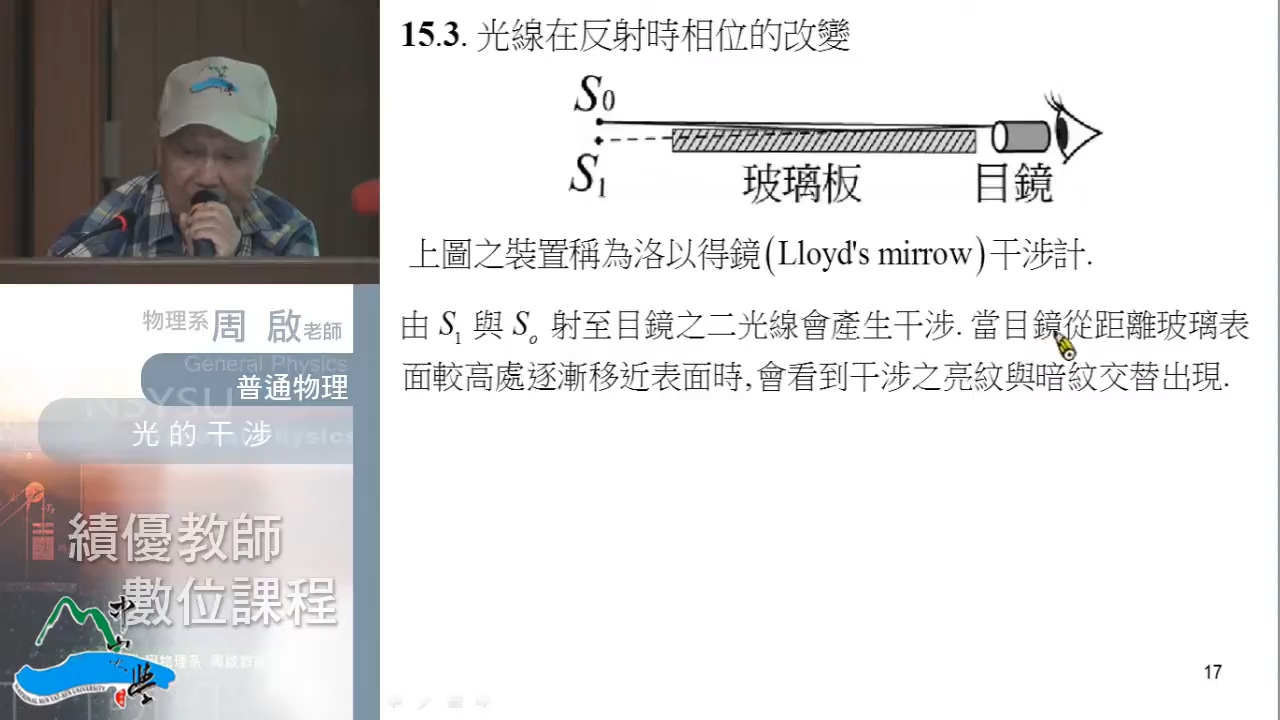 15.3. 光線在反射時相位的改變
S0
S1
玻璃板
目鏡
上圖之裝置稱為洛以得鏡(Lloyd's mirrow)干涉計.
由 S1 與 So 射至目鏡之二光線會產生干涉. 當目鏡從距離玻璃表
面較高處逐漸移近表面時,會看到干涉之亮紋與暗紋交替出現.
17
物理系周 啟老師
General Physics
普通物理
NSYSU
光的干涉
績優教師
數位課程